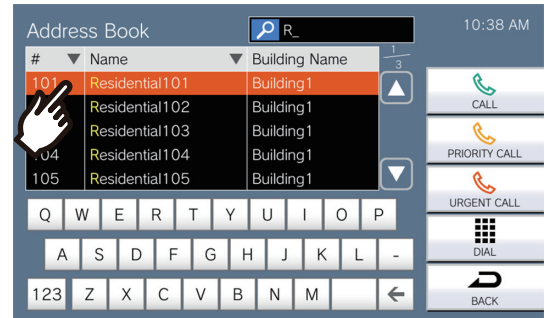 Address Book
R_
10:38 AM
# Name Building Name
1
3
101 Residential101 Building1
Residential102 Building1
Residential103 Building1
104 Residential104 Building1
105 Residential105 Building1
CALL
PRIORITY CALL
URGENT CALL
DIAL
BACK
Q W E R T Y U I O P
A S D F G H J K L -
123 Z X C V B N M